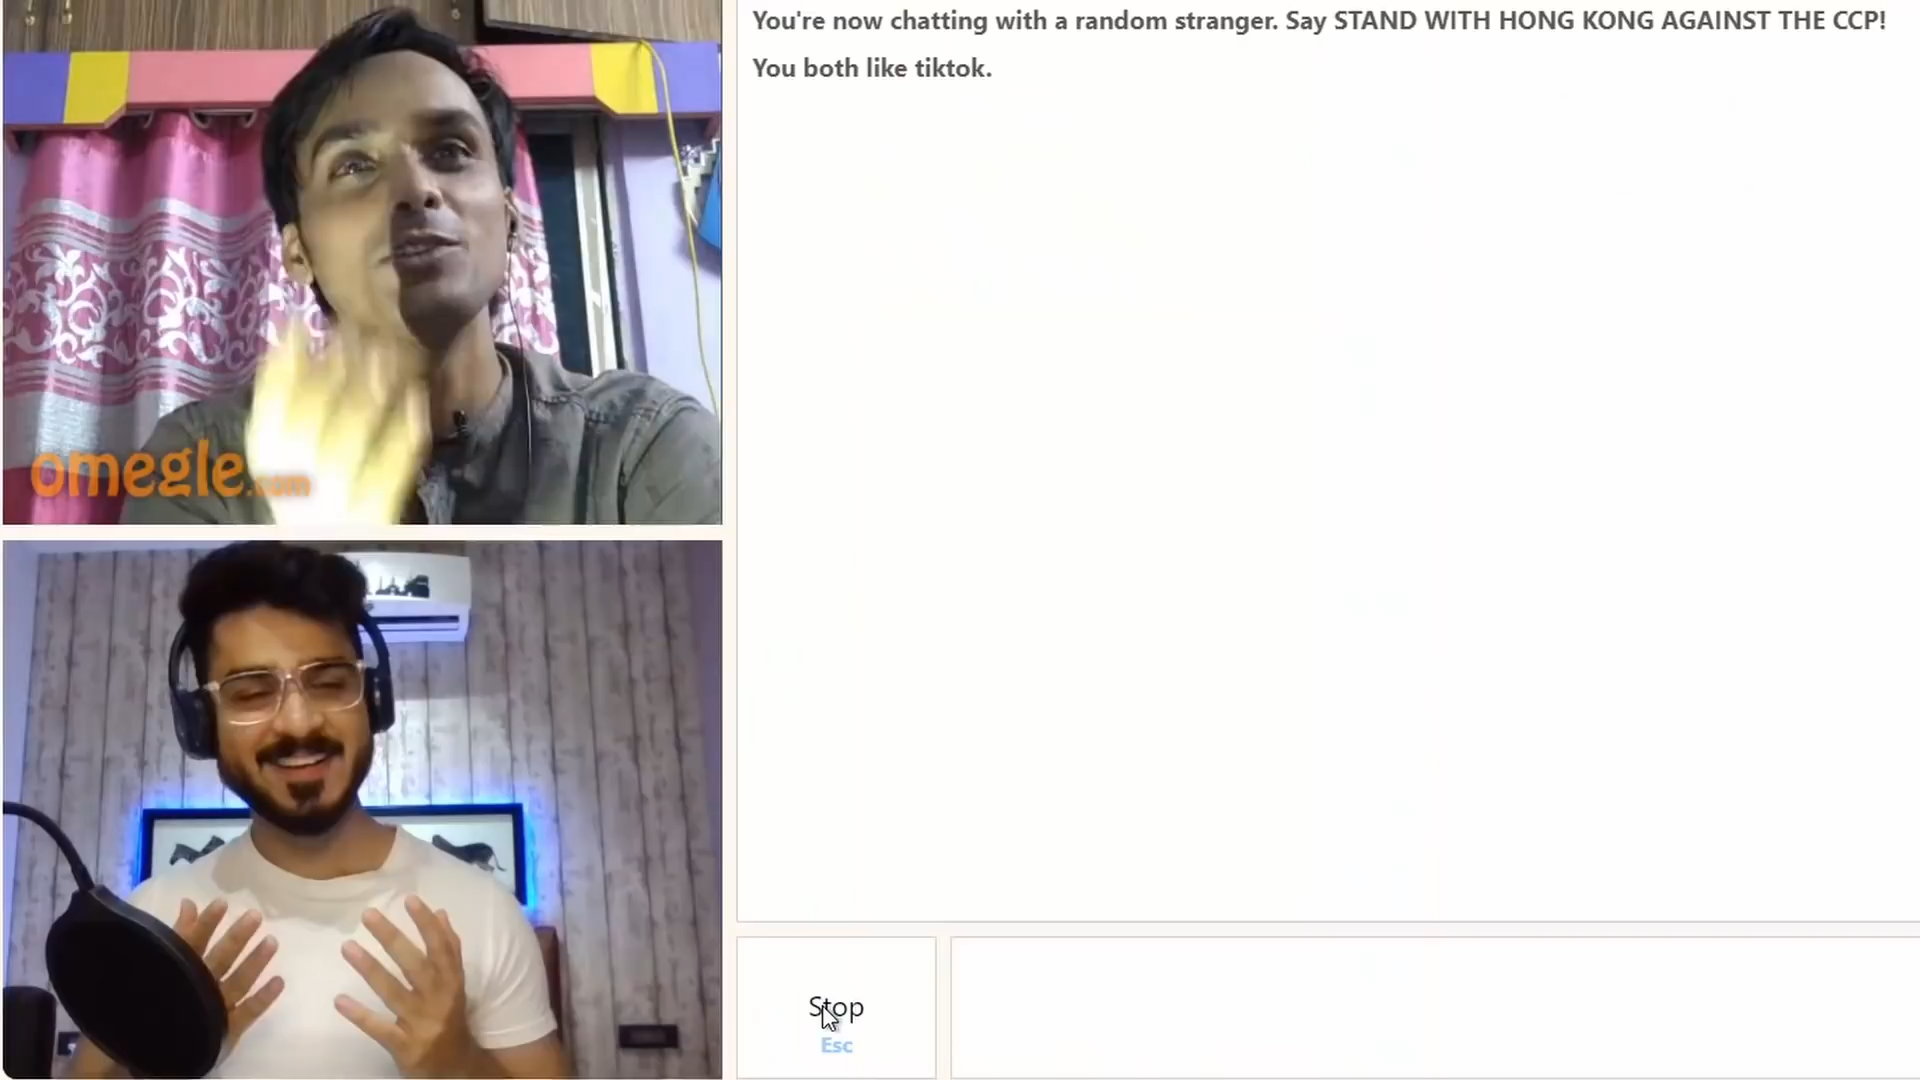 You're now chatting with a random stranger. Say STAND WITH HONG KONG AGAINST THE CCP!
You both like tiktok.
omegle.com
Stop
Esc